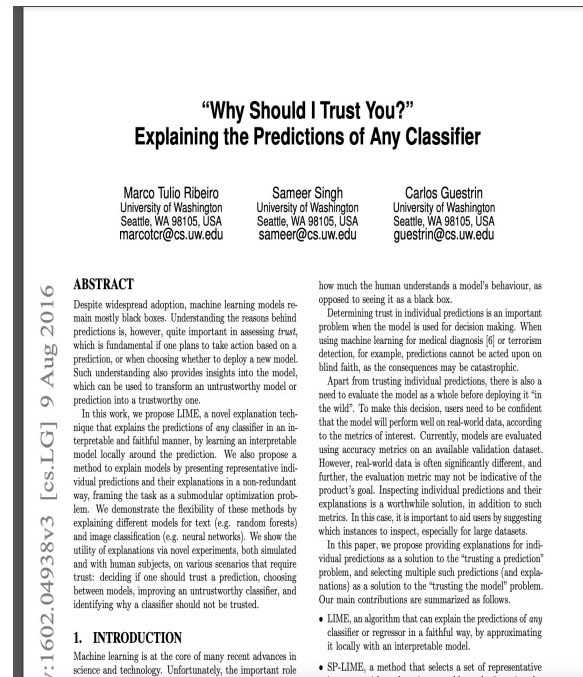 “Why Should I Trust You?”
Explaining the Predictions of Any Classifier
Marco Tulio Ribeiro
University of Washington
Seattle, WA 98105, USA
marcotcr@cs.uw.edu
Sameer Singh
University of Washington
Seattle, WA 98105, USA
sameer@cs.uw.edu
Carlos Guestrin
University of Washington
Seattle, WA 98105, USA
guestrin@cs.uw.edu
:1602.04938v3 [cs.LG] 9 Aug 2016
ABSTRACT
Despite widespread adoption, machine learning models re-
main mostly black boxes. Understanding the reasons behind
predictions is, however, quite important in assessing trust,
which is fundamental if one plans to take action based on a
prediction, or when choosing whether to deploy a new model.
Such understanding also provides insights into the model,
which can be used to transform an untrustworthy model or
prediction into a trustworthy one.
In this work, we propose LIME, a novel explanation tech-
nique that explains the predictions of any classifier in an in-
terpretable and faithful manner, by learning an interpretable
model locally around the prediction. We also propose a
method to explain models by presenting representative indi-
vidual predictions and their explanations in a non-redundant
way, framing the task as a submodular optimization prob-
lem. We demonstrate the flexibility of these methods by
explaining different models for text (e.g. random forests)
and image classification (e.g. neural networks). We show the
utility of explanations via novel experiments, both simulated
and with human subjects, on various scenarios that require
trust: deciding if one should trust a prediction, choosing
between models, improving an untrustworthy classifier, and
identifying why a classifier should not be trusted.
1. INTRODUCTION
Machine learning is at the core of many recent advances in
science and technology. Unfortunately, the important role
how much the human understands a model's behaviour, as
opposed to seeing it as a black box.
Determining trust in individual predictions is an important
problem when the model is used for decision making. When
using machine learning for medical diagnosis [6] or terrorism
detection, for example, predictions cannot be acted upon on
blind faith, as the consequences may be catastrophic.
Apart from trusting individual predictions, there is also a
need to evaluate the model as a whole before deploying it “in
the wild”. To make this decision, users need to be confident
that the model will perform well on real-world data, according
to the metrics of interest. Currently, models are evaluated
using accuracy metrics on an available validation dataset.
However, real-world data is often significantly different, and
further, the evaluation metric may not be indicative of the
product's goal. Inspecting individual predictions and their
explanations is a worthwhile solution, in addition to such
metrics. In this case, it is important to aid users by suggesting
which instances to inspect, especially for large datasets.
In this paper, we propose providing explanations for indi-
vidual predictions as a solution to the “trusting a prediction”
problem, and selecting multiple such predictions (and expla-
nations) as a solution to the “trusting the model” problem.
Our main contributions are summarized as follows.
• LIME, an algorithm that can explain the predictions of any
classifier or regressor in a faithful way, by approximating
it locally with an interpretable model.
• SP-LIME, a method that selects a set of representative